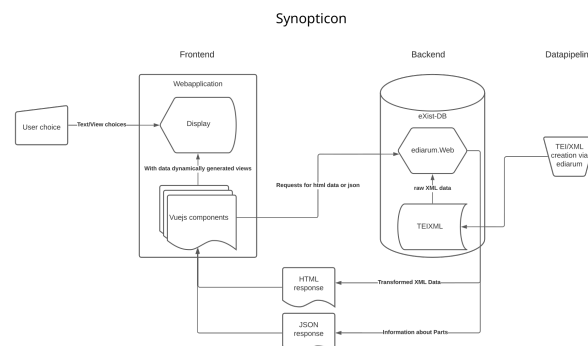 Synopticon
Frontend
Backend
Datapipelin
Webapplication
eXist-DB
User choice
Text/View choices
Display
ediarum.Web
TEI/XML
creation via
ediarum
With data dynamically generated views
Requests for html data or json
raw XML data
Vuejs components
TEIXML
HTML
response
Transformed XML Data
JSON
response
Information about Parts